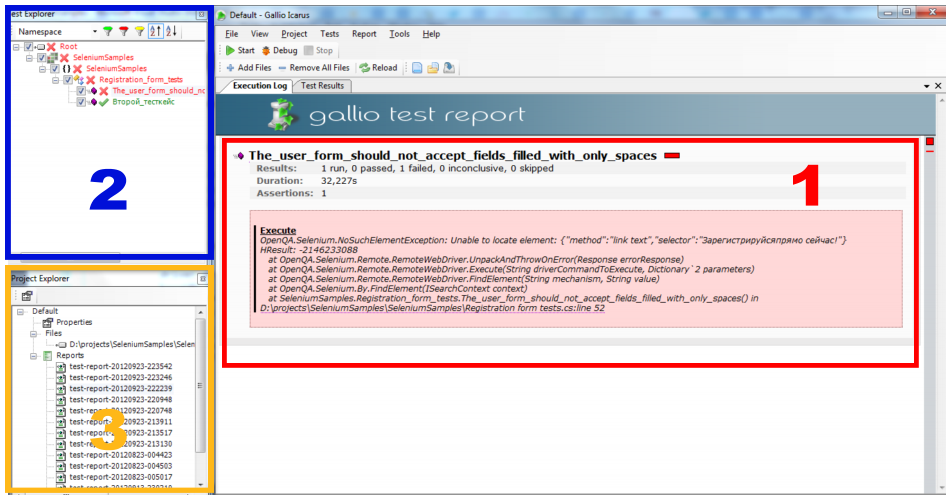 est Explorer
Namespace
Root
SeleniumSamples
SeleniumSamples
Registration_form_tests
The_user_form_should_nc
Второй_тесткейс
2
Project Explorer
Default
Properties
Files
D:\projects\SeleniumSamples\Selen
Reports
test-report-20120923-223542
test-report-20120923-223246
test-report-20120923-222239
test-report-20120923-220948
test-report-20120923-220748
test-report-20120923-213911
test-report-20120923-213517
test-report-20120923-213130
test-report-20120823-004423
test-report-20120823-004503
test-report-20120823-005017
3
Default - Gallio Icarus
File View Project Tests Report Tools Help
Start Debug Stop
Add Files Remove All Files Reload
Execution Log Test Results
gallio test report
The_user_form_should_not_accept_fields_filled_with_only_spaces
Results: 1 run, 0 passed, 1 failed, 0 inconclusive, 0 skipped
Duration: 32,227s
Assertions: 1
1
Execute
OpenQA.Selenium.NoSuchElementException: Unable to locate element: {"method":"link text","selector":"Зарегистрируйсяпрямо сейчас!"}
HResult: -2146233088
at OpenQA.Selenium.Remote.RemoteWebDriver.UnpackAndThrowOnError(Response errorResponse)
at OpenQA.Selenium.Remote.RemoteWebDriver.Execute(String driverCommandToExecute, Dictionary`2 parameters)
at OpenQA.Selenium.Remote.RemoteWebDriver.FindElement(String mechanism, String value)
at OpenQA.Selenium.By.FindElement(ISearchContext context)
at SeleniumSamples.Registration_form_tests.The_user_form_should_not_accept_fields_filled_with_only_spaces() in
D:\projects\SeleniumSamples\SeleniumSamples\Registration form tests.cs:line 52